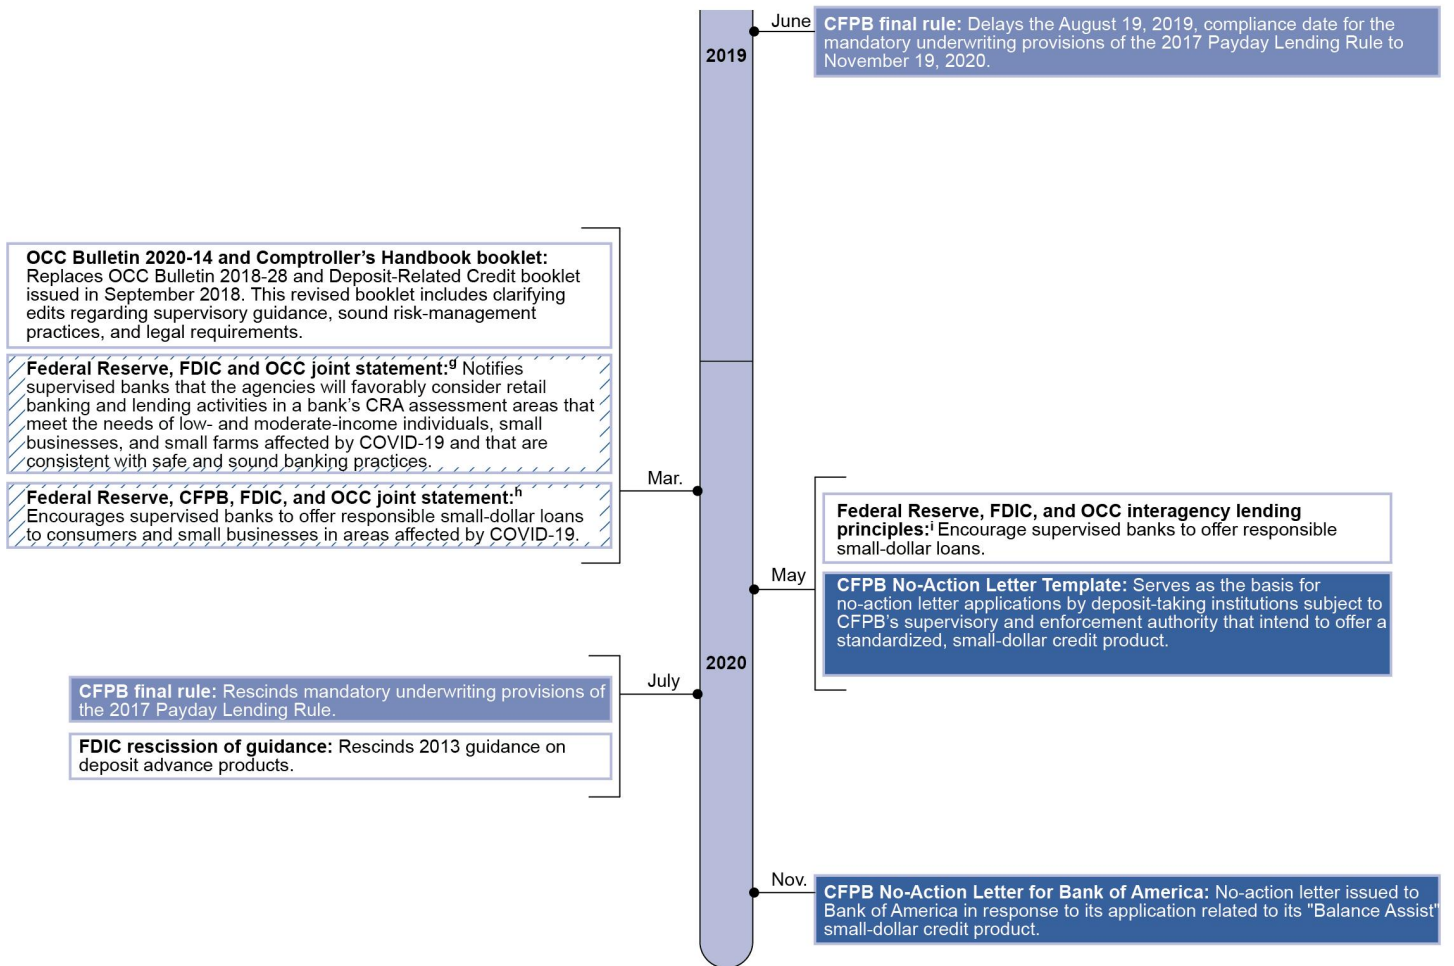 June
CFPB final rule: Delays the August 19, 2019, compliance date for the
mandatory underwriting provisions of the 2017 Payday Lending Rule to
November 19, 2020.
2019
OCC Bulletin 2020-14 and Comptroller’s Handbook booklet:
Replaces OCC Bulletin 2018-28 and Deposit-Related Credit booklet
issued in September 2018. This revised booklet includes clarifying
edits regarding supervisory guidance, sound risk-management
practices, and legal requirements.
Federal Reserve, FDIC and OCC joint statement:g Notifies
supervised banks that the agencies will favorably consider retail
banking and lending activities in a bank’s CRA assessment areas that
meet the needs of low- and moderate-income individuals, small
businesses, and small farms affected by COVID-19 and that are
consistent with safe and sound banking practices.
Mar.
Federal Reserve, CFPB, FDIC, and OCC joint statement:h
Encourages supervised banks to offer responsible small-dollar loans
to consumers and small businesses in areas affected by COVID-19.
Federal Reserve, FDIC, and OCC interagency lending
principles:i Encourage supervised banks to offer responsible
small-dollar loans.
May
CFPB No-Action Letter Template: Serves as the basis for
no-action letter applications by deposit-taking institutions subject to
CFPB’s supervisory and enforcement authority that intend to offer a
standardized, small-dollar credit product.
2020
July
CFPB final rule: Rescinds mandatory underwriting provisions of
the 2017 Payday Lending Rule.
FDIC rescission of guidance: Rescinds 2013 guidance on
deposit advance products.
Nov.
CFPB No-Action Letter for Bank of America: No-action letter issued to
Bank of America in response to its application related to its "Balance Assist"
small-dollar credit product.